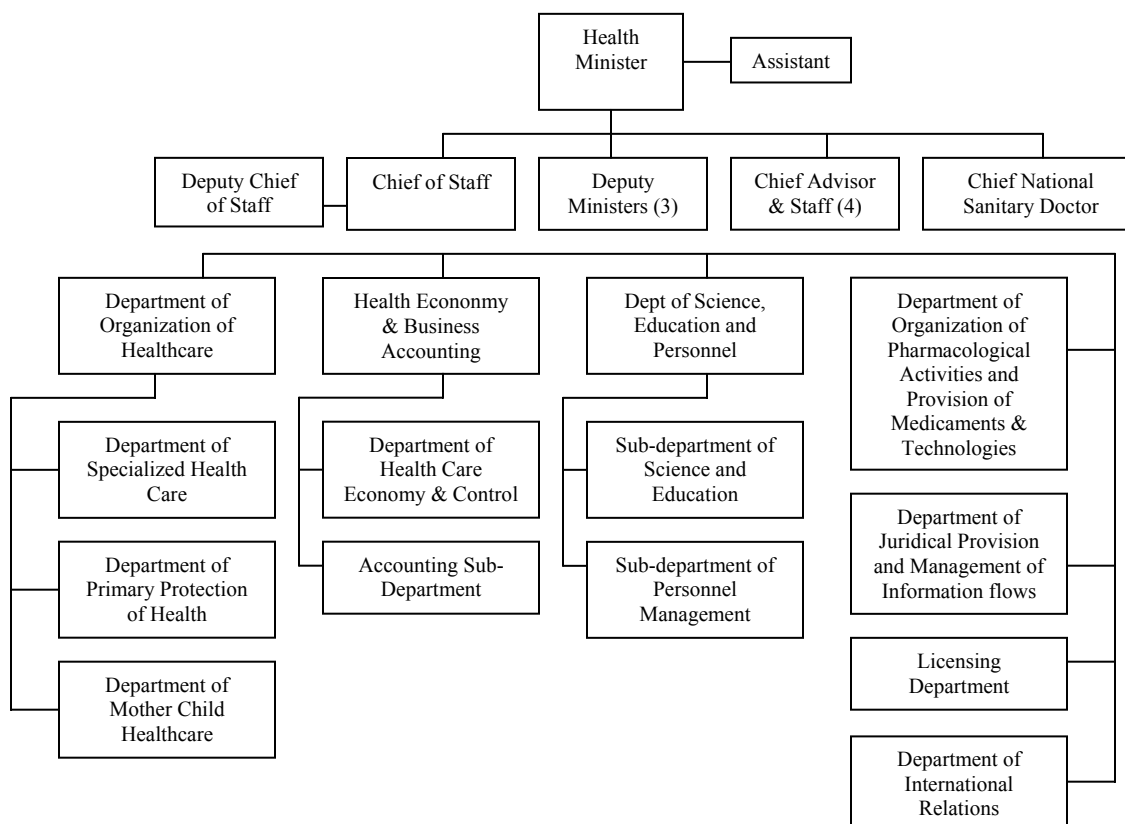 Health
Minister
Assistant
Deputy Chief
of Staff
Chief of Staff
Deputy
Ministers (3)
Chief Advisor
& Staff (4)
Chief National
Sanitary Doctor
Department of
Organization of
Healthcare
Health Econonmy
& Business
Accounting
Dept of Science,
Education and
Personnel
Department of
Organization of
Pharmacological
Activities and
Provision of
Medicaments &
Technologies
Department of
Specialized Health
Care
Department of
Health Care
Economy & Control
Sub-department of
Science and
Education
Department of
Juridical Provision
and Management of
Information flows
Department of
Primary Protection
of Health
Accounting Sub-
Department
Sub-department of
Personnel
Management
Licensing
Department
Department of
Mother Child
Healthcare
Department of
International
Relations